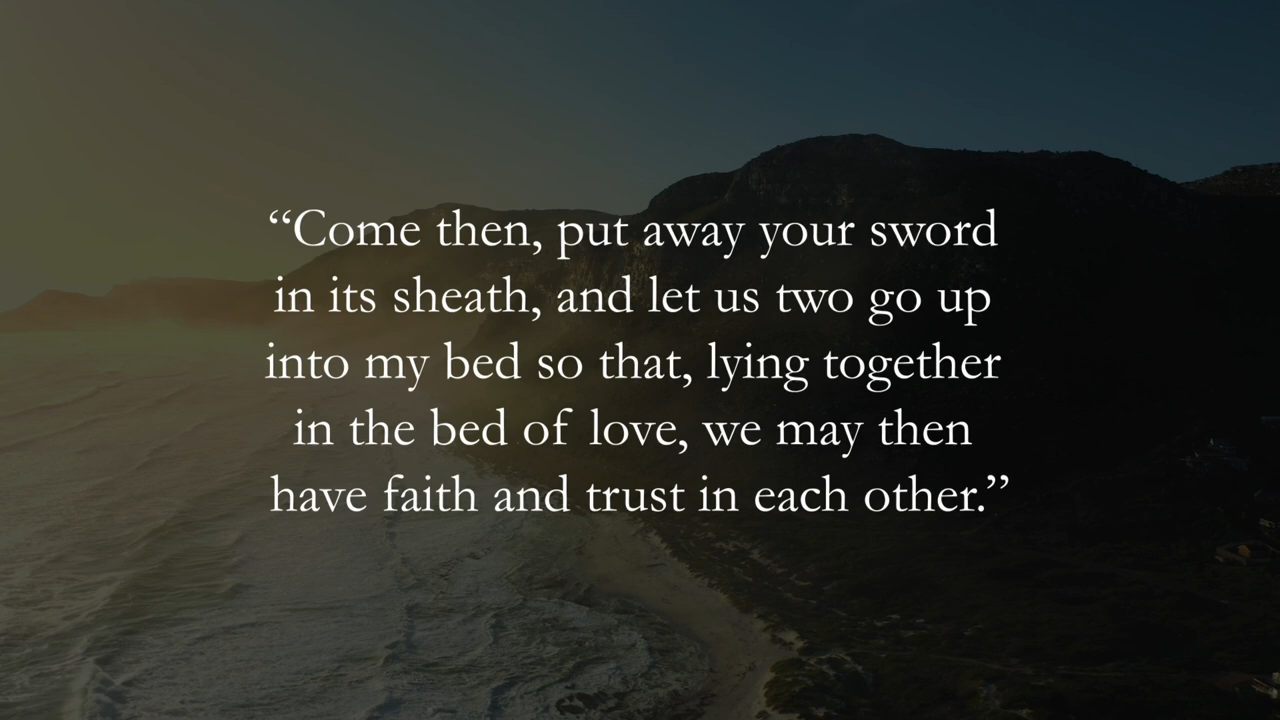 “Come then, put away your sword
in its sheath, and let us two go up
into my bed so that, lying together
in the bed of love, we may then
have faith and trust in each other.”